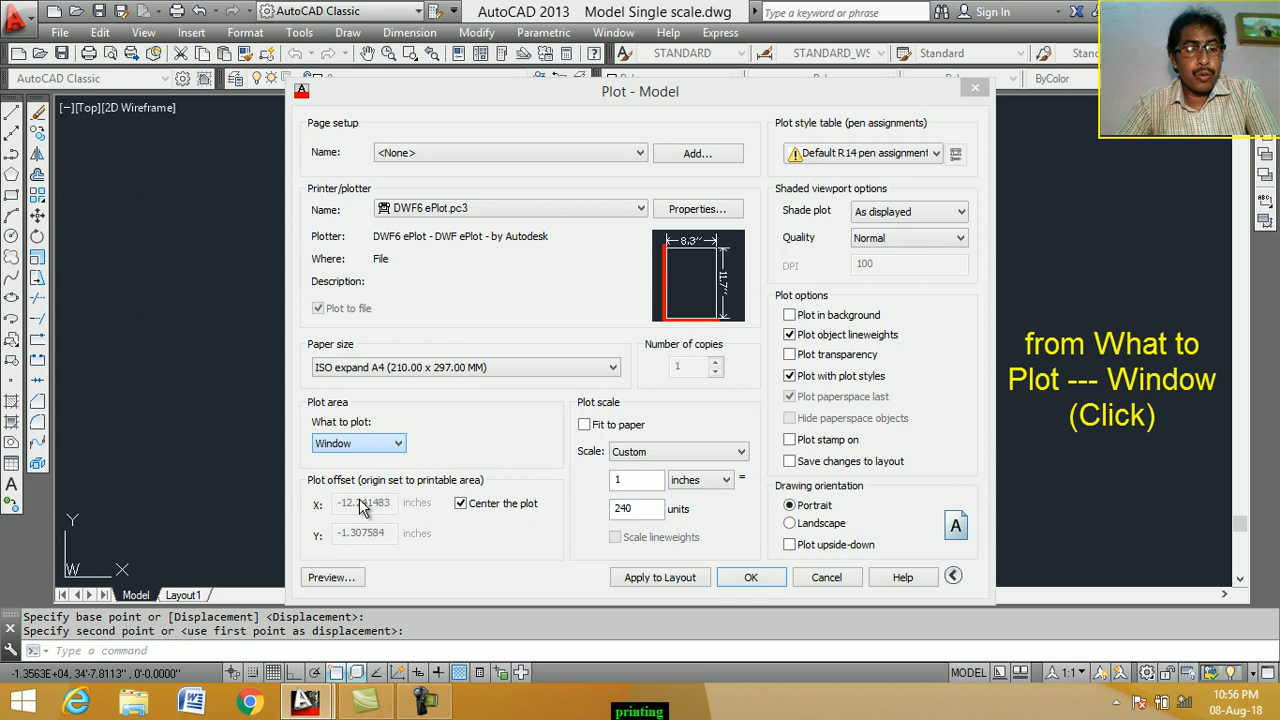 AutoCAD Classic
AutoCAD 2013 Model Single scale.dwg
Type a keyword or phrase
Sign In
File Edit View Insert Format Tools Draw Dimension Modify Parametric Window Help Express
STANDARD
STANDARD_WS
Standard
AutoCAD Classic
ByColor
[−][Top][2D Wireframe]
Plot - Model
Page setup
Name: <None> Add...
Printer/plotter
Name: DWF6 ePlot.pc3 Properties...
Plotter: DWF6 ePlot - DWF ePlot - by Autodesk
Where: File
Description:
Plot to file
8.3''
11.7''
Paper size
ISO expand A4 (210.00 x 297.00 MM)
Number of copies
1
Plot area
What to plot:
Window
Plot offset (origin set to printable area)
X: inches
Center the plot
Y: -1.307584 inches
Plot scale
Fit to paper
Scale: Custom
1 inches =
240 units
Scale lineweights
Plot style table (pen assignments)
Default R14 pen assignment
Shaded viewport options
Shade plot As displayed
Quality Normal
DPI 100
Plot options
Plot in background
Plot object lineweights
Plot transparency
Plot with plot styles
Plot paperspace last
Hide paperspace objects
Plot stamp on
Save changes to layout
Drawing orientation
Portrait
Landscape
Plot upside-down
A
Preview... Apply to Layout OK Cancel Help
from What to
Plot --- Window
(Click)
Y
W X
Model Layout1
Specify base point or [Displacement] <Displacement>:
Specify second point or <use first point as displacement>:
Type a command
-1.3563E+04, 34'-7.8113", 0'-0.0000"
MODEL
1:1
10:56 PM
08-Aug-18
printing